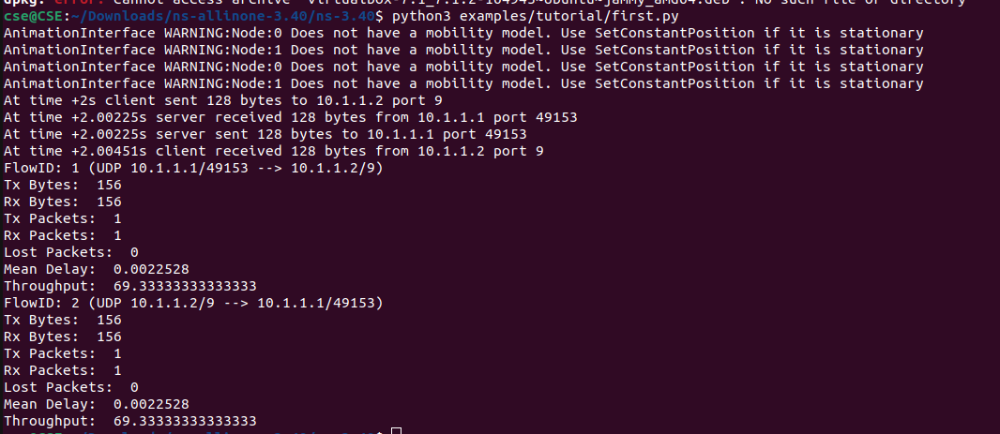 dpkg: error: cannot access archive 'virtualbox-7.1_7.1.2-164945~Ubuntu~jammy_amd64.deb': No such file or directory
cse@CSE:~/Downloads/ns-allinone-3.40/ns-3.40$ python3 examples/tutorial/first.py
AnimationInterface WARNING:Node:0 Does not have a mobility model. Use SetConstantPosition if it is stationary
AnimationInterface WARNING:Node:1 Does not have a mobility model. Use SetConstantPosition if it is stationary
AnimationInterface WARNING:Node:0 Does not have a mobility model. Use SetConstantPosition if it is stationary
AnimationInterface WARNING:Node:1 Does not have a mobility model. Use SetConstantPosition if it is stationary
At time +2s client sent 128 bytes to 10.1.1.2 port 9
At time +2.00225s server received 128 bytes from 10.1.1.1 port 49153
At time +2.00225s server sent 128 bytes to 10.1.1.1 port 49153
At time +2.00451s client received 128 bytes from 10.1.1.2 port 9
FlowID: 1 (UDP 10.1.1.1/49153 --> 10.1.1.2/9)
Tx Bytes:  156
Rx Bytes:  156
Tx Packets:  1
Rx Packets:  1
Lost Packets:  0
Mean Delay:  0.0022528
Throughput:  69.33333333333333
FlowID: 2 (UDP 10.1.1.2/9 --> 10.1.1.1/49153)
Tx Bytes:  156
Rx Bytes:  156
Tx Packets:  1
Rx Packets:  1
Lost Packets:  0
Mean Delay:  0.0022528
Throughput:  69.33333333333333